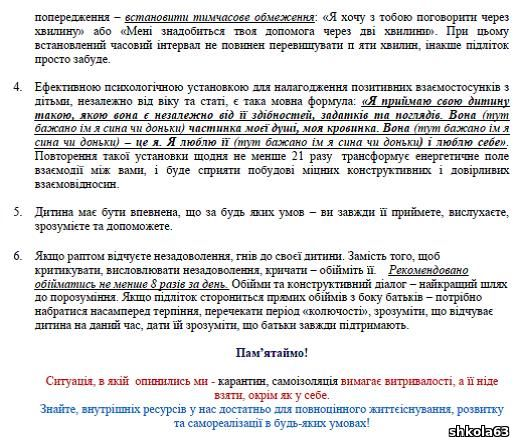 попередження – встановити тимчасове обмеження: «Я хочу з тобою поговорити через
хвилину» або «Мені знадобиться твоя допомога через дві хвилини». При цьому
встановлений часовий інтервал не повинен перевищувати п яти хвилин, інакше підліток
просто забуде.
4. Ефективною психологічною установкою для налагодження позитивних взаємостосунків з
дітьми, незалежно від віку та статі, є така мовна формула: «Я приймаю свою дитину
такою, якою вона є незалежно від її здібностей, задатків та поглядів. Вона (тут
бажано ім я сина чи доньки) частинка моєї душі, моя кровинка. Вона (тут бажано ім я
сина чи доньки) – це я. Я люблю її (тут бажано ім я сина чи доньки) і люблю себе».
Повторення такої установки щодня не менше 21 разу трансформує енергетичне поле
взаємодії між вами, і буде сприяти побудові міцних конструктивних і довірливих
взаємовідносин.
5. Дитина має бути впевнена, що за будь яких умов – ви завжди її приймете, вислухаєте,
зрозумієте та допоможете.
6. Якщо раптом відчуєте незадоволення, гнів до своєї дитини. Замість того, щоб
критикувати, висловлювати незадоволення, кричати – обійміть її. Рекомендовано
обійматись не менше 8 разів за день. Обійми та конструктивний діалог – найкращий шлях
до порозуміння. Якщо підліток сторониться прямих обіймів з боку батьків – потрібно
набратися насамперед терпіння, перечекати період «колючості», зрозуміти, що відчуває
дитина на даний час, дати їй зрозуміти, що батьки завжди підтримають.
Пам’ятаймо!
Ситуація, в якій опинились ми - карантин, самоізоляція вимагає витривалості, а її ніде
взяти, окрім як у себе.
Знайте, внутрішніх ресурсів у нас достатньо для повноцінного життєіснування, розвитку
та самореалізації в будь-яких умовах!
shkola63